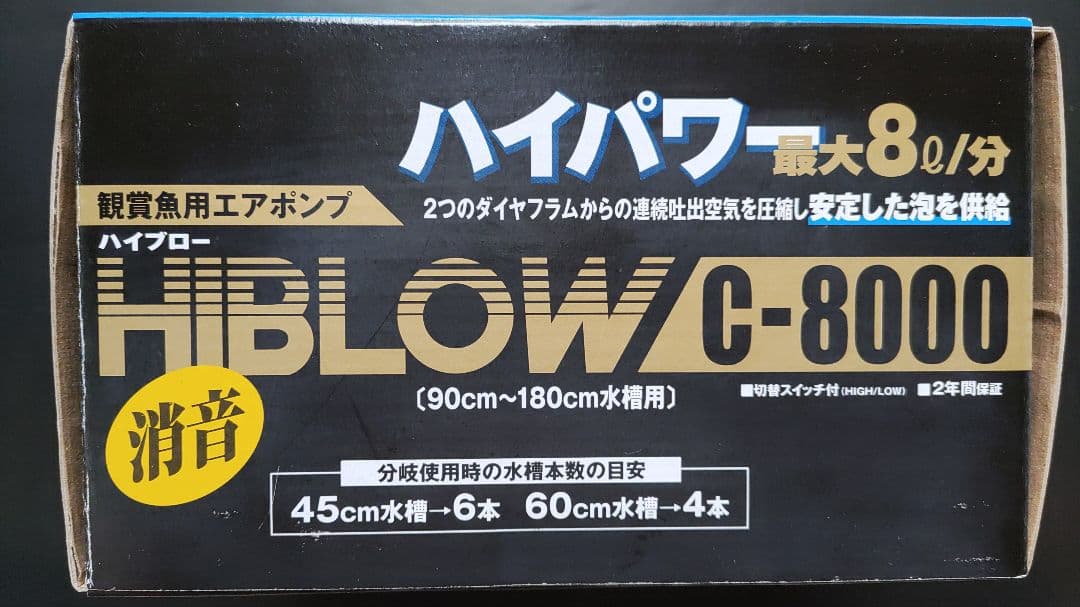 ハイパワー
最大8ℓ/分
観賞魚用エアポンプ
2つのダイヤフラムからの連続吐出空気を圧縮し安定した泡を供給
ハイブロー
HIBLOW C-8000
〔90cm～180cm水槽用〕
■切替スイッチ付(HIGH/LOW) ■2年間保証
消音
分岐使用時の水槽本数の目安
45cm水槽→6本 60cm水槽→4本